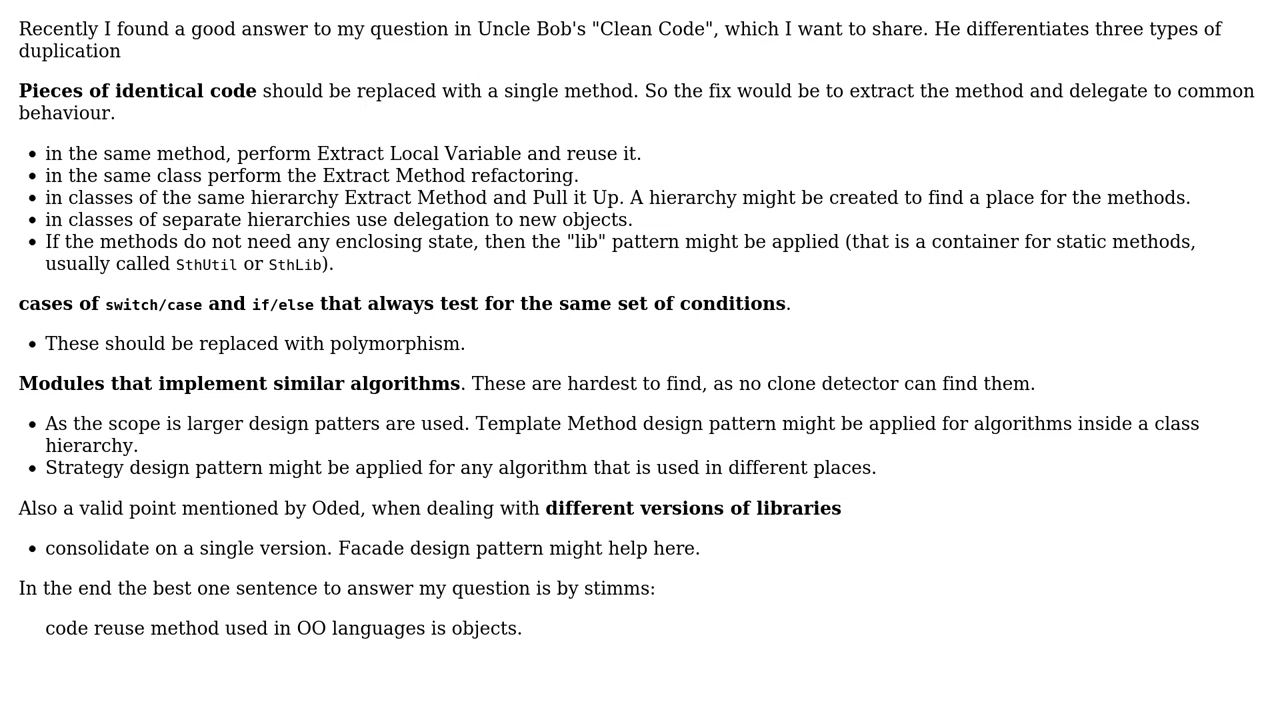 Recently I found a good answer to my question in Uncle Bob's "Clean Code", which I want to share. He differentiates three types of
duplication
Pieces of identical code should be replaced with a single method. So the fix would be to extract the method and delegate to common
behaviour.
• in the same method, perform Extract Local Variable and reuse it.
• in the same class perform the Extract Method refactoring.
• in classes of the same hierarchy Extract Method and Pull it Up. A hierarchy might be created to find a place for the methods.
• in classes of separate hierarchies use delegation to new objects.
• If the methods do not need any enclosing state, then the "lib" pattern might be applied (that is a container for static methods,
usually called SthUtil or SthLib).
cases of switch/case and if/else that always test for the same set of conditions.
• These should be replaced with polymorphism.
Modules that implement similar algorithms. These are hardest to find, as no clone detector can find them.
• As the scope is larger design patters are used. Template Method design pattern might be applied for algorithms inside a class
hierarchy.
• Strategy design pattern might be applied for any algorithm that is used in different places.
Also a valid point mentioned by Oded, when dealing with different versions of libraries
• consolidate on a single version. Facade design pattern might help here.
In the end the best one sentence to answer my question is by stimms:
code reuse method used in OO languages is objects.